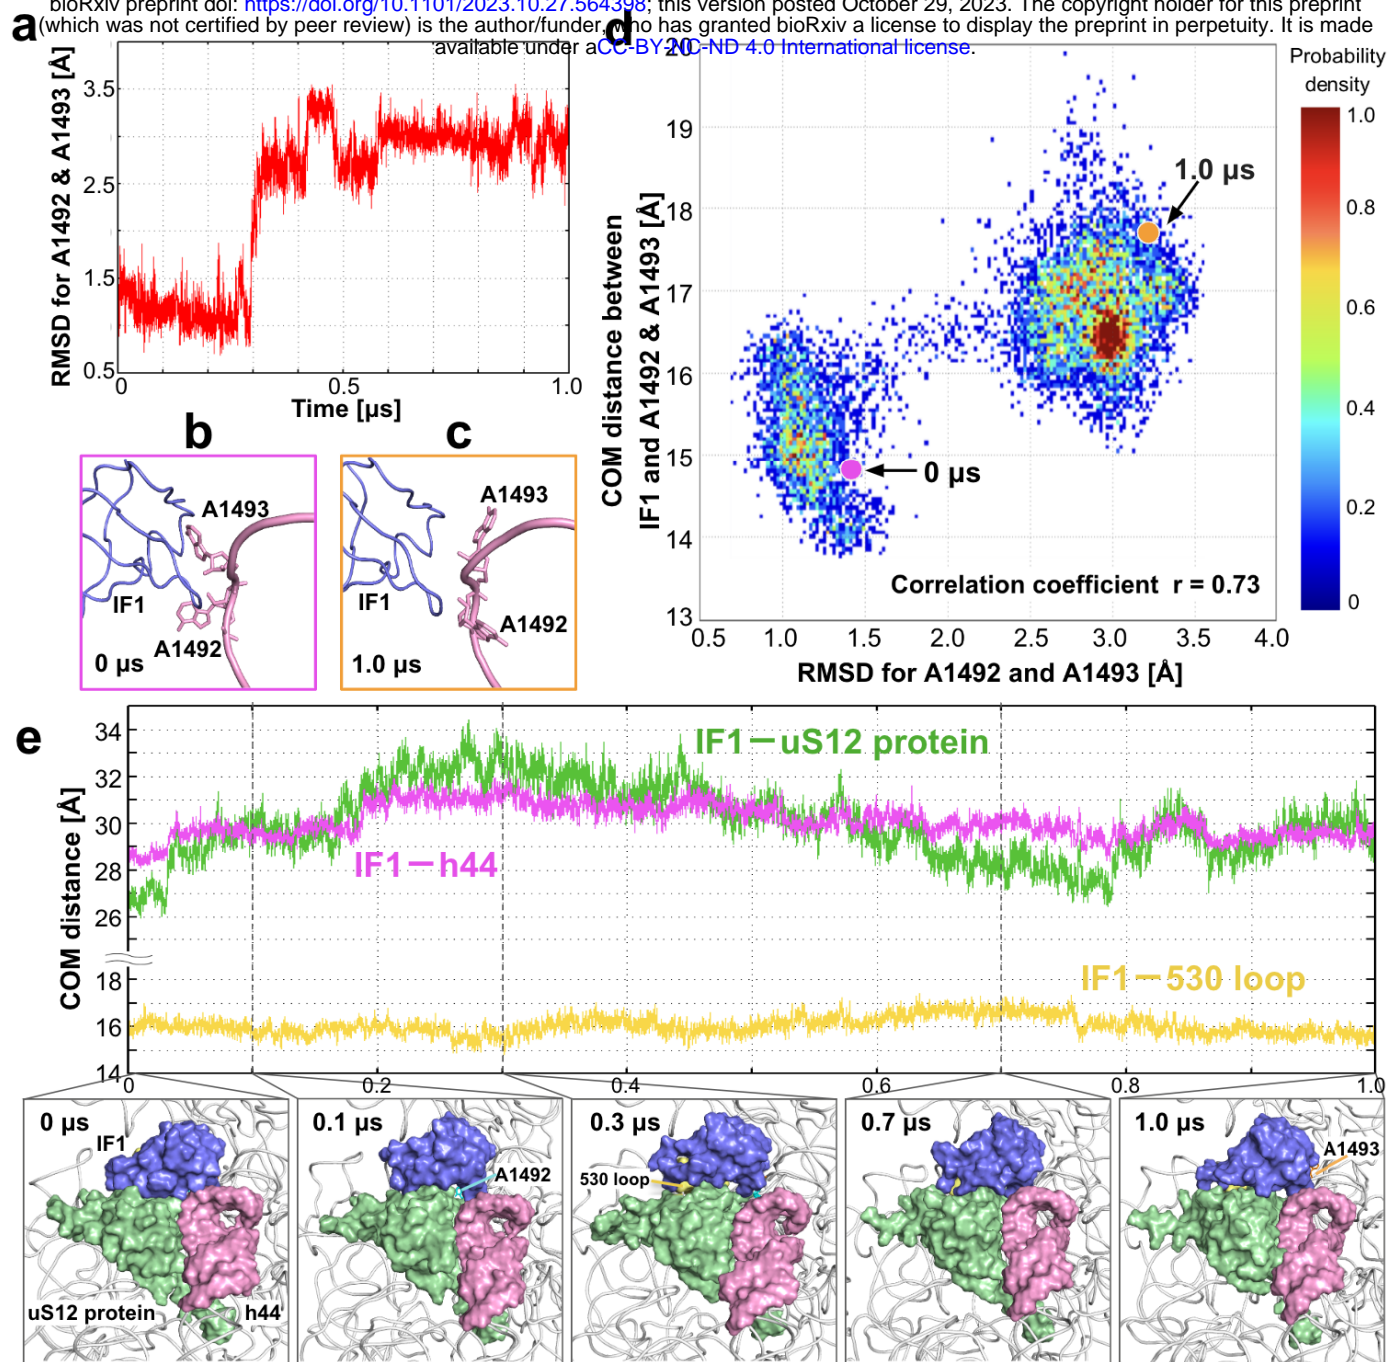 bioRxiv preprint doi: https://doi.org/10.1101/2023.10.27.564398; this version posted October 29, 2023. The copyright holder for this preprint
(which was not certified by peer review) is the author/funder, who has granted bioRxiv a license to display the preprint in perpetuity. It is made
available under aCC-BY-NC-ND 4.0 International license.
a
RMSD for A1492 & A1493 [Å]
3.5
2.5
1.5
0.5
0
0.5
1.0
Time [µs]
b
A1493
IF1
A1492
0 µs
c
A1493
IF1
A1492
1.0 µs
d
COM distance between
IF1 and A1492 & A1493 [Å]
20
19
18
17
16
15
14
13
1.0 µs
0 µs
Correlation coefficient r = 0.73
0.5
1.0
1.5
2.0
2.5
3.0
3.5
4.0
RMSD for A1492 and A1493 [Å]
Probability
density
1.0
0.8
0.6
0.4
0.2
0
e
COM distance [Å]
34
32
30
28
26
18
16
14
IF1—uS12 protein
IF1—h44
IF1—530 loop
0
0.2
0.4
0.6
0.8
1.0
0 µs
IF1
uS12 protein
h44
0.1 µs
A1492
0.3 µs
530 loop
0.7 µs
1.0 µs
A1493